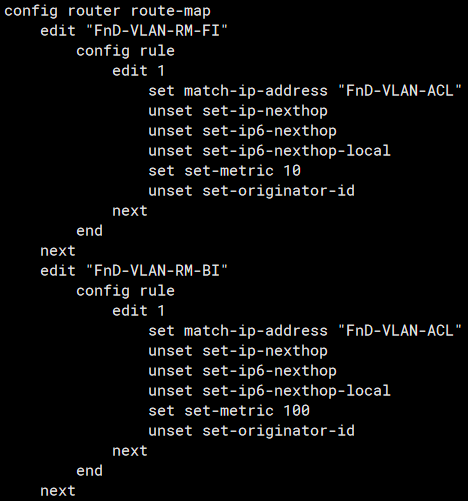 config router route-map
edit "FnD-VLAN-RM-FI"
config rule
edit 1
set match-ip-address "FnD-VLAN-ACL"
unset set-ip-nexthop
unset set-ip6-nexthop
unset set-ip6-nexthop-local
set set-metric 10
unset set-originator-id
next
end
next
edit "FnD-VLAN-RM-BI"
config rule
edit 1
set match-ip-address "FnD-VLAN-ACL"
unset set-ip-nexthop
unset set-ip6-nexthop
unset set-ip6-nexthop-local
set set-metric 100
unset set-originator-id
next
end
next